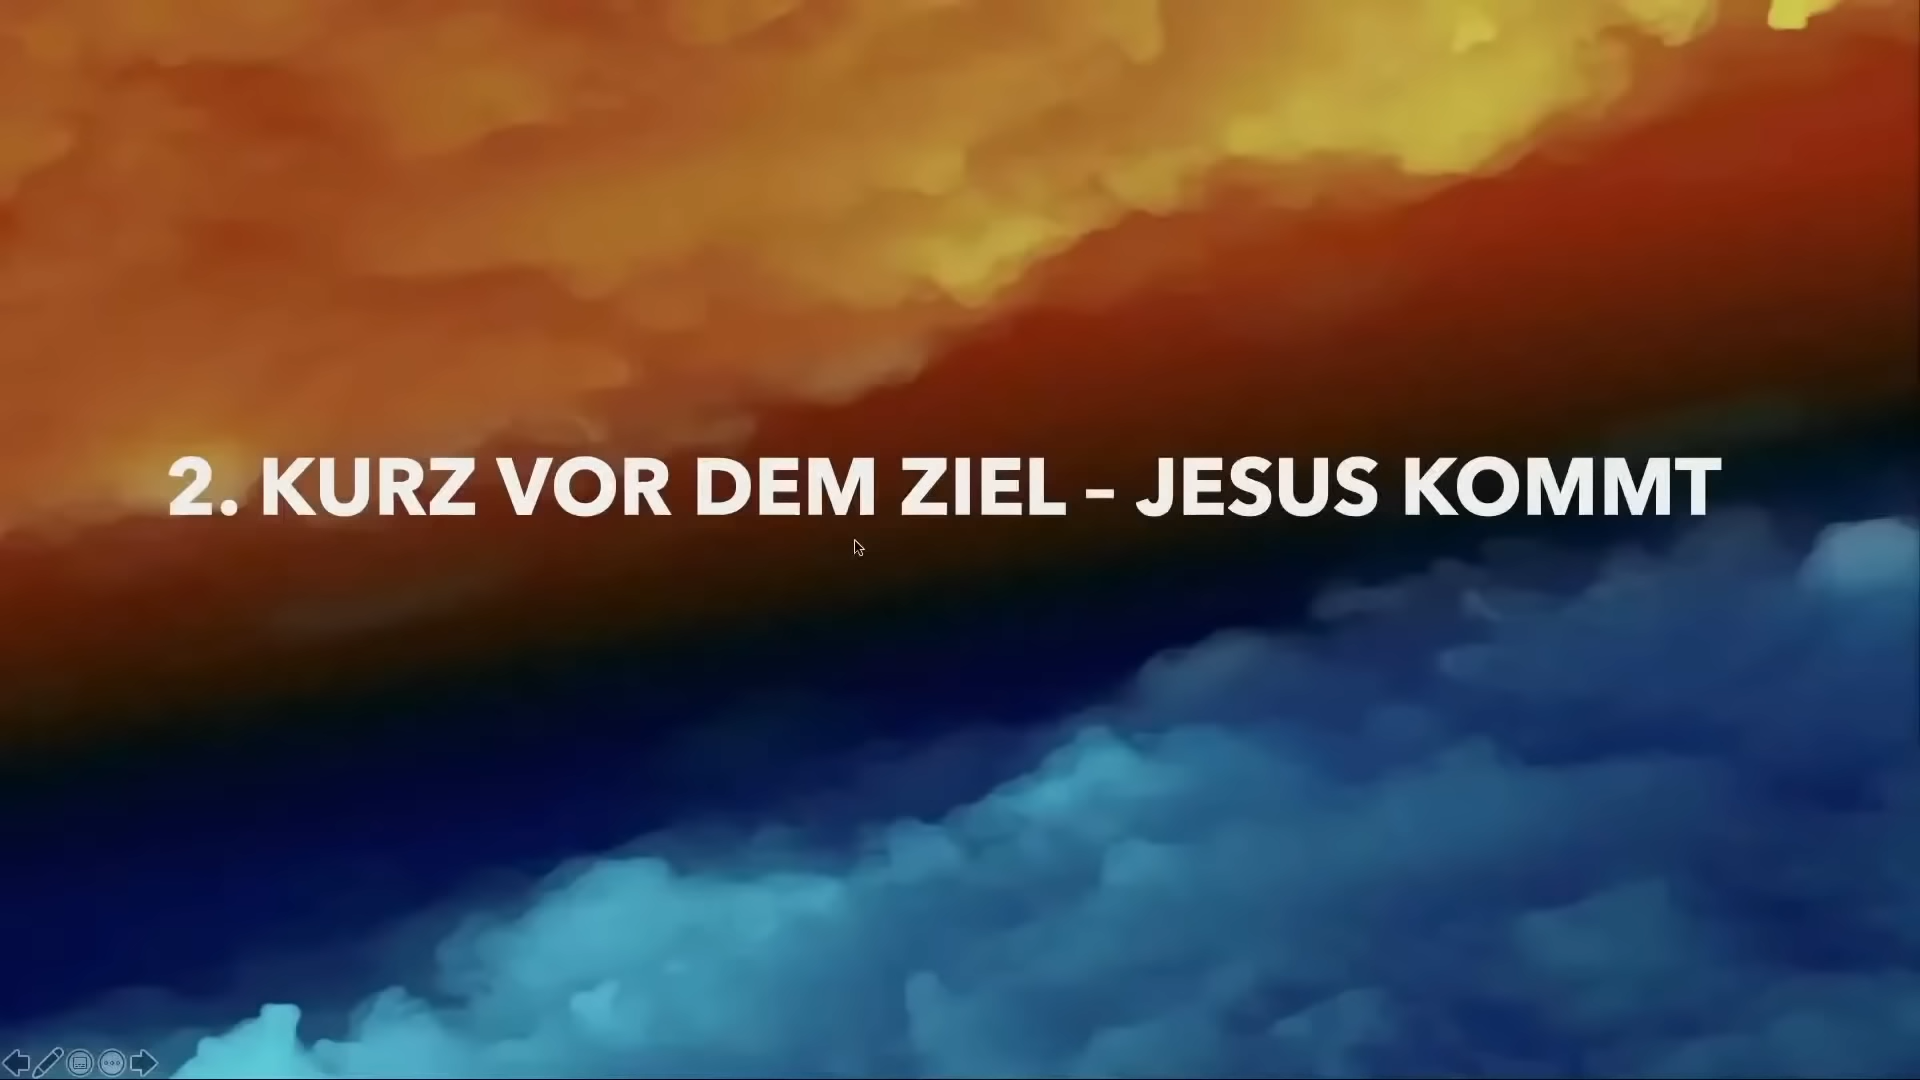 2. KURZ VOR DEM ZIEL – JESUS KOMMT